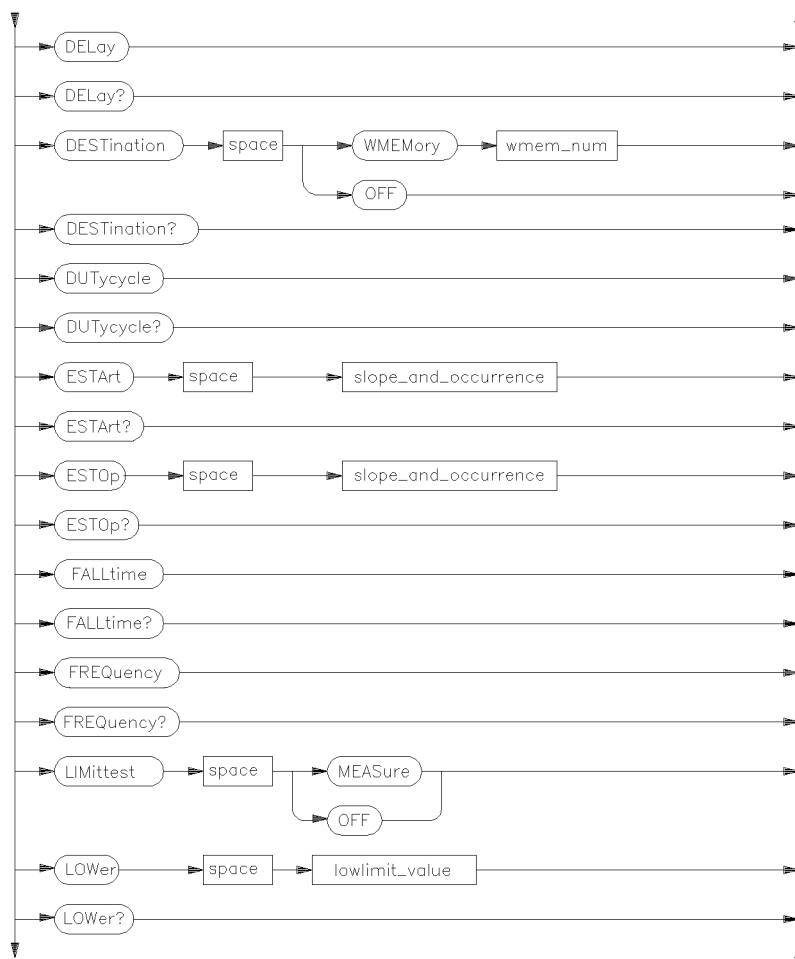 DELay
DELay?
DESTination space WMEMory wmem_num
OFF
DESTination?
DUTycycle
DUTycycle?
ESTArt space slope_and_occurrence
ESTArt?
ESTOp space slope_and_occurrence
ESTOp?
FALLtime
FALLtime?
FREQuency
FREQuency?
LIMittest space MEASure
OFF
LOWer space lowlimit_value
LOWer?